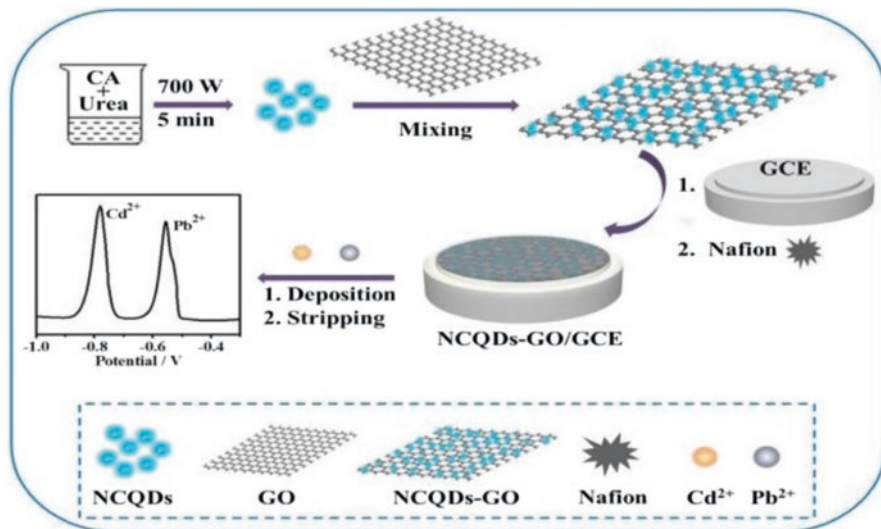 CA
+
Urea
700 W
5 min
Mixing
1.
GCE
2. Nafion
Cd²⁺
Pb²⁺
-1.0 -0.8 -0.6 -0.4
Potential / V
1. Deposition
2. Stripping
NCQDs-GO/GCE
NCQDs GO NCQDs-GO Nafion Cd²⁺ Pb²⁺